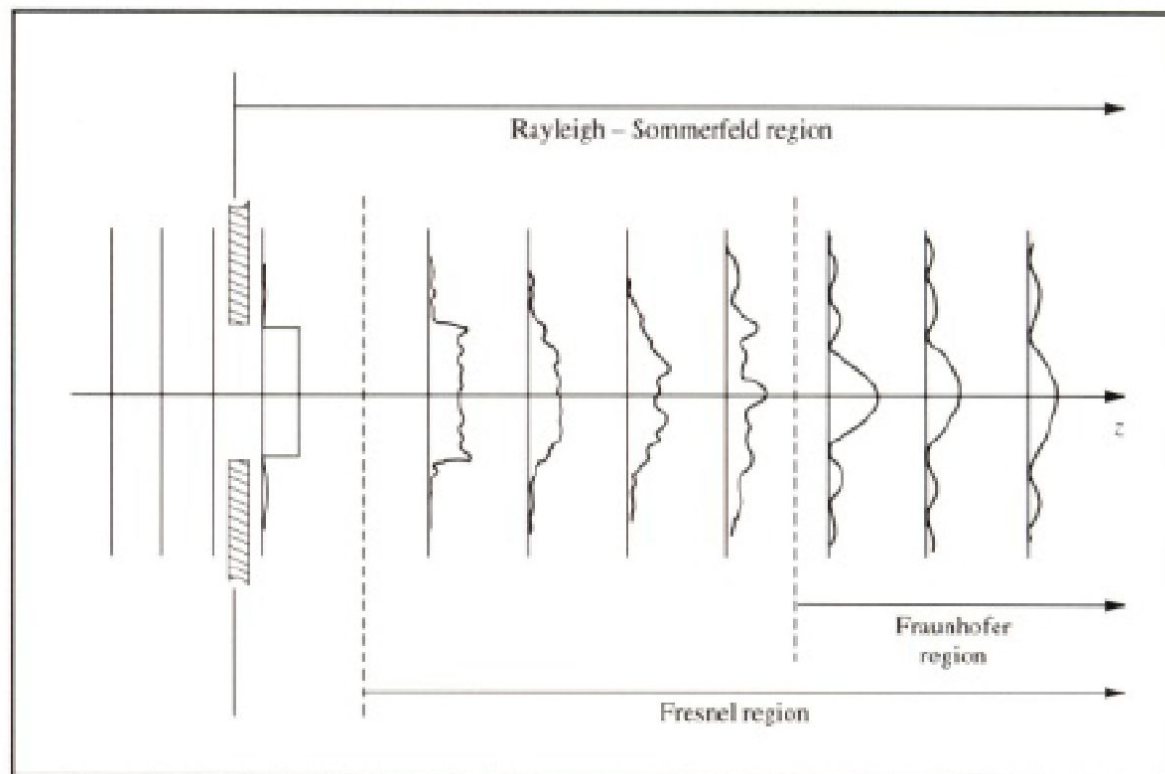 Rayleigh – Sommerfeld region
z
Fraunhofer
region
Fresnel region